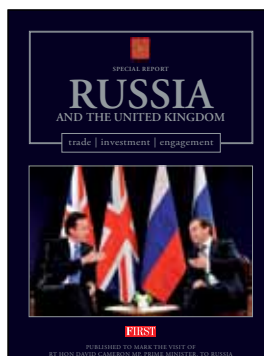 SPECIAL REPORT
RUSSIA
AND THE UNITED KINGDOM
trade | investment | engagement
FIRST
PUBLISHED TO MARK THE VISIT OF
RT HON DAVID CAMERON MP, PRIME MINISTER, TO RUSSIA